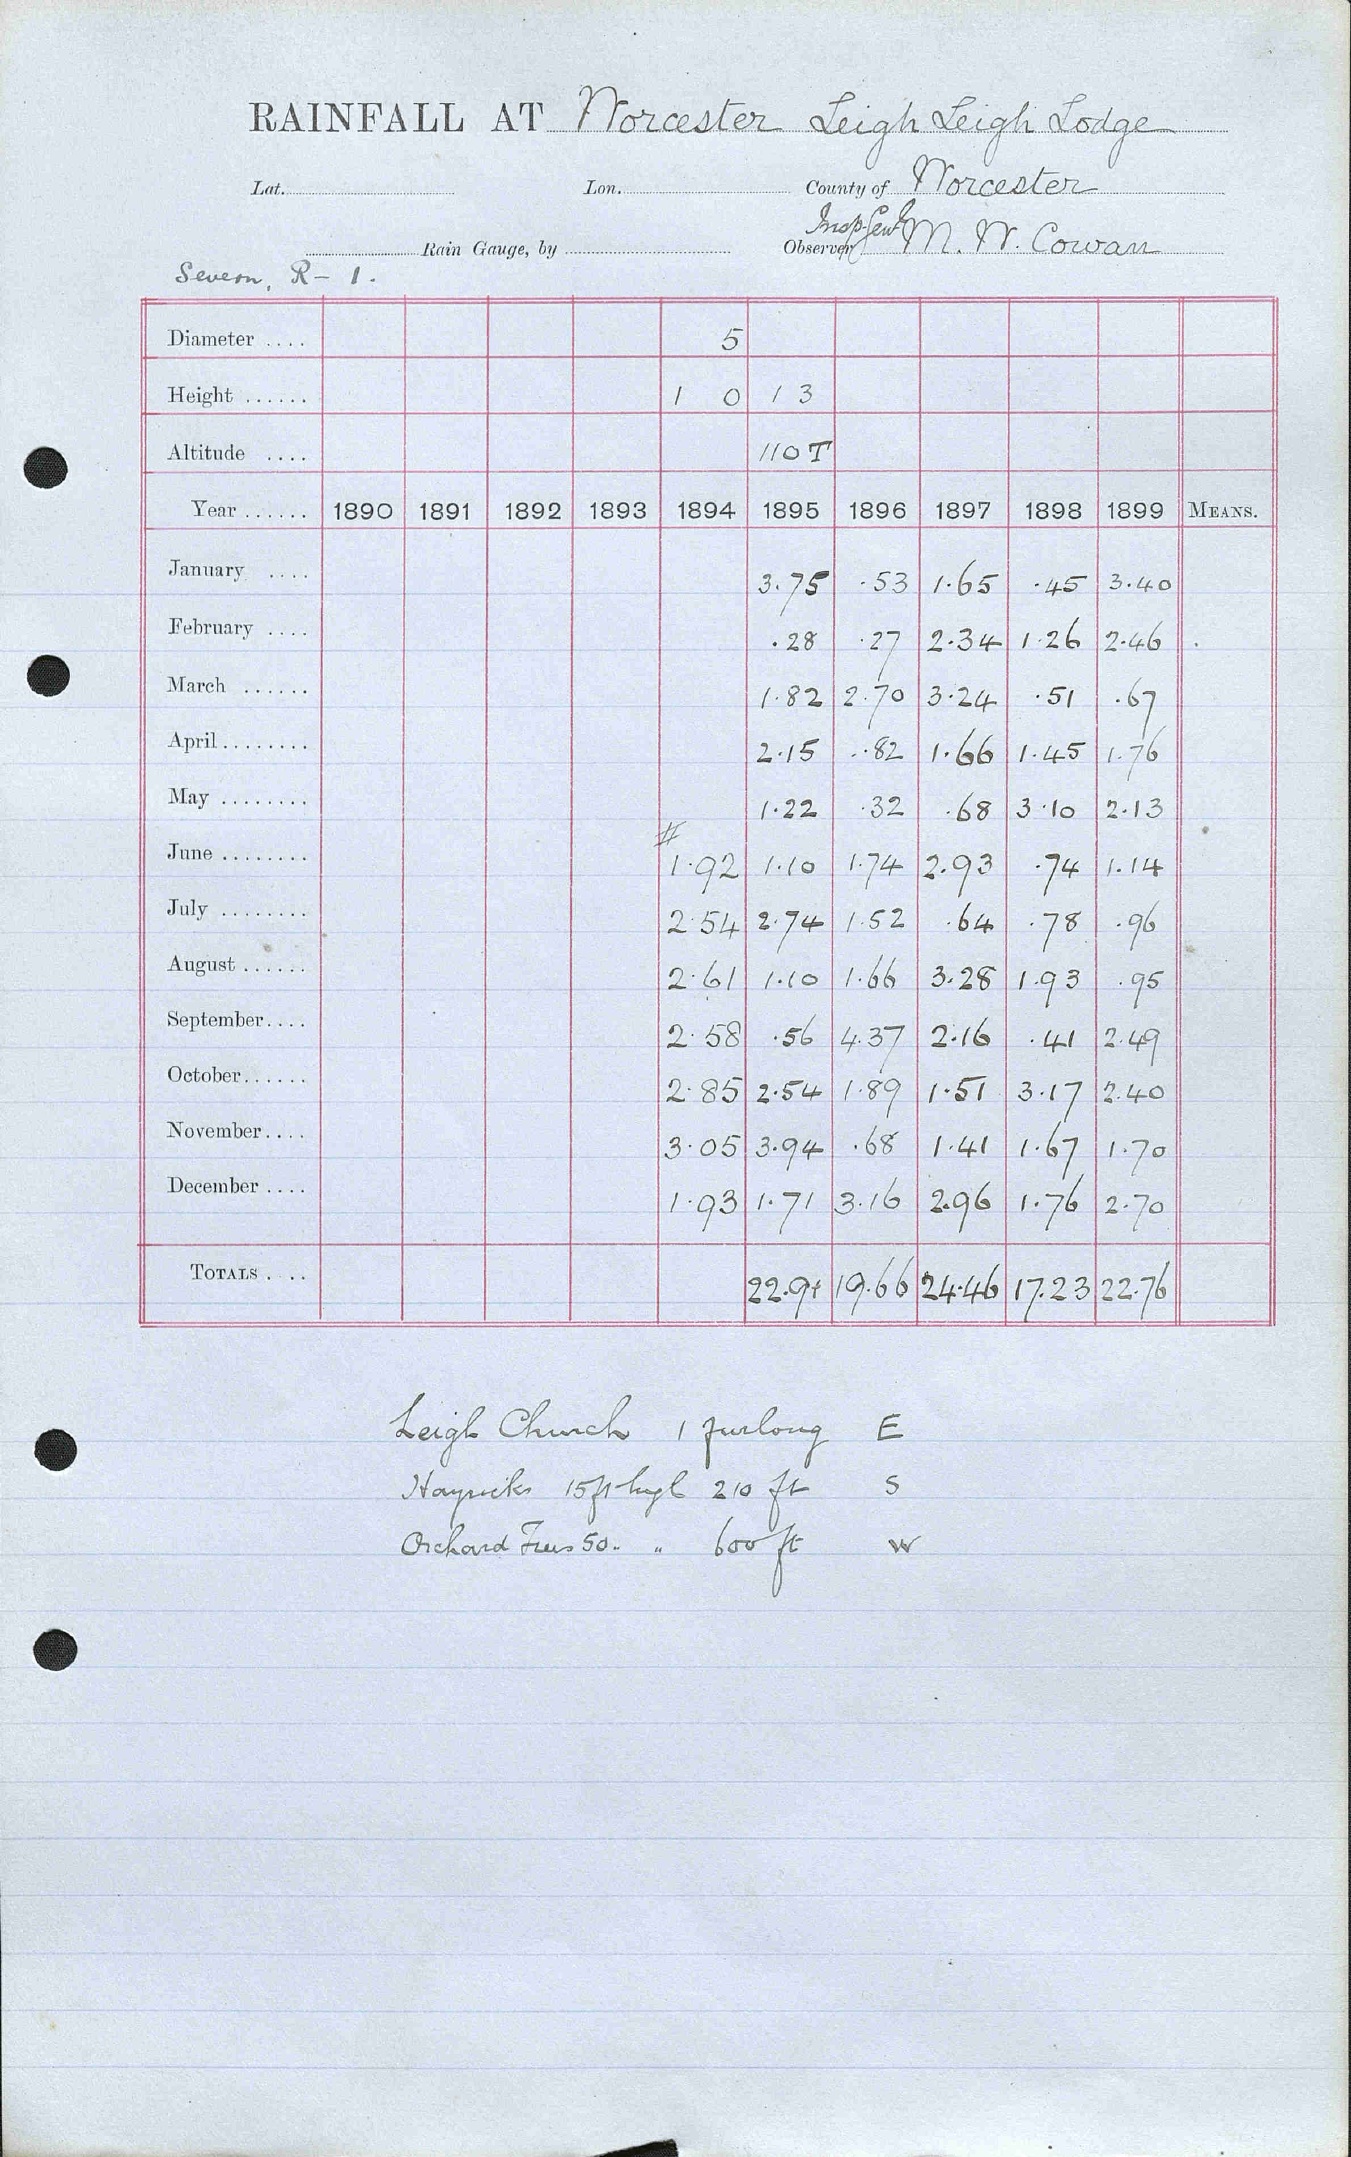 RAINFALL AT Worcester Leigh Leigh Lodge
Lat. Lon. County of Worcester
Rain Gauge, by Observer Insp. Genl. M. W. Cowan
Severn, R - 1.
Diameter .... 5
Height ...... 1 0 1 3
Altitude .... 110 T
Year ...... 1890 1891 1892 1893 1894 1895 1896 1897 1898 1899 MEANS.
January .... 3.75 .53 1.65 .45 3.40
February .... .28 .27 2.34 1.26 2.46
March ...... 1.82 2.70 3.24 .51 .67
April ........ 2.15 .82 1.66 1.45 1.76
May ........ 1.22 .32 .68 3.10 2.13
June ........ # 1.92 1.10 1.74 2.93 .74 1.14
July ........ 2.54 2.74 1.52 .64 .78 .96
August ...... 2.61 1.10 1.66 3.28 1.93 .95
September .... 2.58 .56 4.37 2.16 .41 2.49
October ...... 2.85 2.54 1.89 1.51 3.17 2.40
November .... 3.05 3.94 .68 1.41 1.67 1.70
December .... 1.93 1.71 3.16 2.96 1.76 2.70
TOTALS .... 22.91 19.66 24.46 17.23 22.76
Leigh Church 1 furlong E
Hayricks 15ft high 210 ft S
Orchard Trees 50 .. " 600 ft W